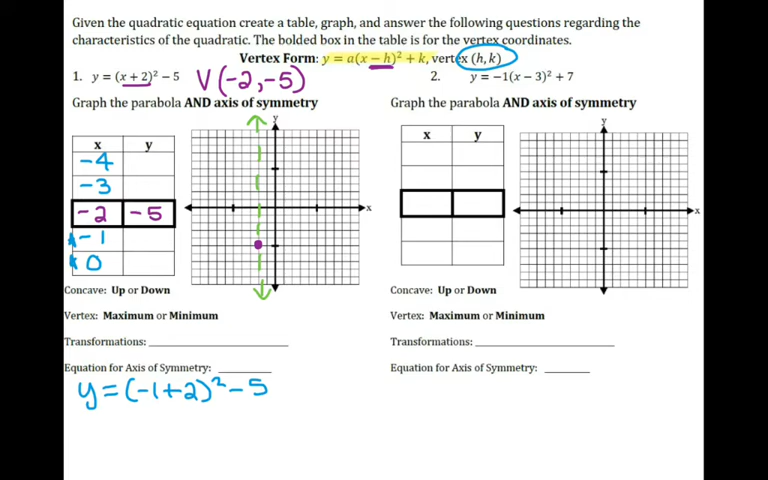 Given the quadratic equation create a table, graph, and answer the following questions regarding the
characteristics of the quadratic. The bolded box in the table is for the vertex coordinates.
Vertex Form: y = a(x − h)² + k, vertex (h, k)
1. y = (x + 2)² − 5 V(-2,-5)
2. y = −1(x − 3)² + 7
Graph the parabola AND axis of symmetry
Graph the parabola AND axis of symmetry
x y
-4
-3
-2 -5
-1
0
y
x
x y
y
x
Concave: Up or Down
Concave: Up or Down
Vertex: Maximum or Minimum
Vertex: Maximum or Minimum
Transformations: ____________
Transformations: ____________
Equation for Axis of Symmetry: ________
Equation for Axis of Symmetry: ________
y=(-1+2)²-5